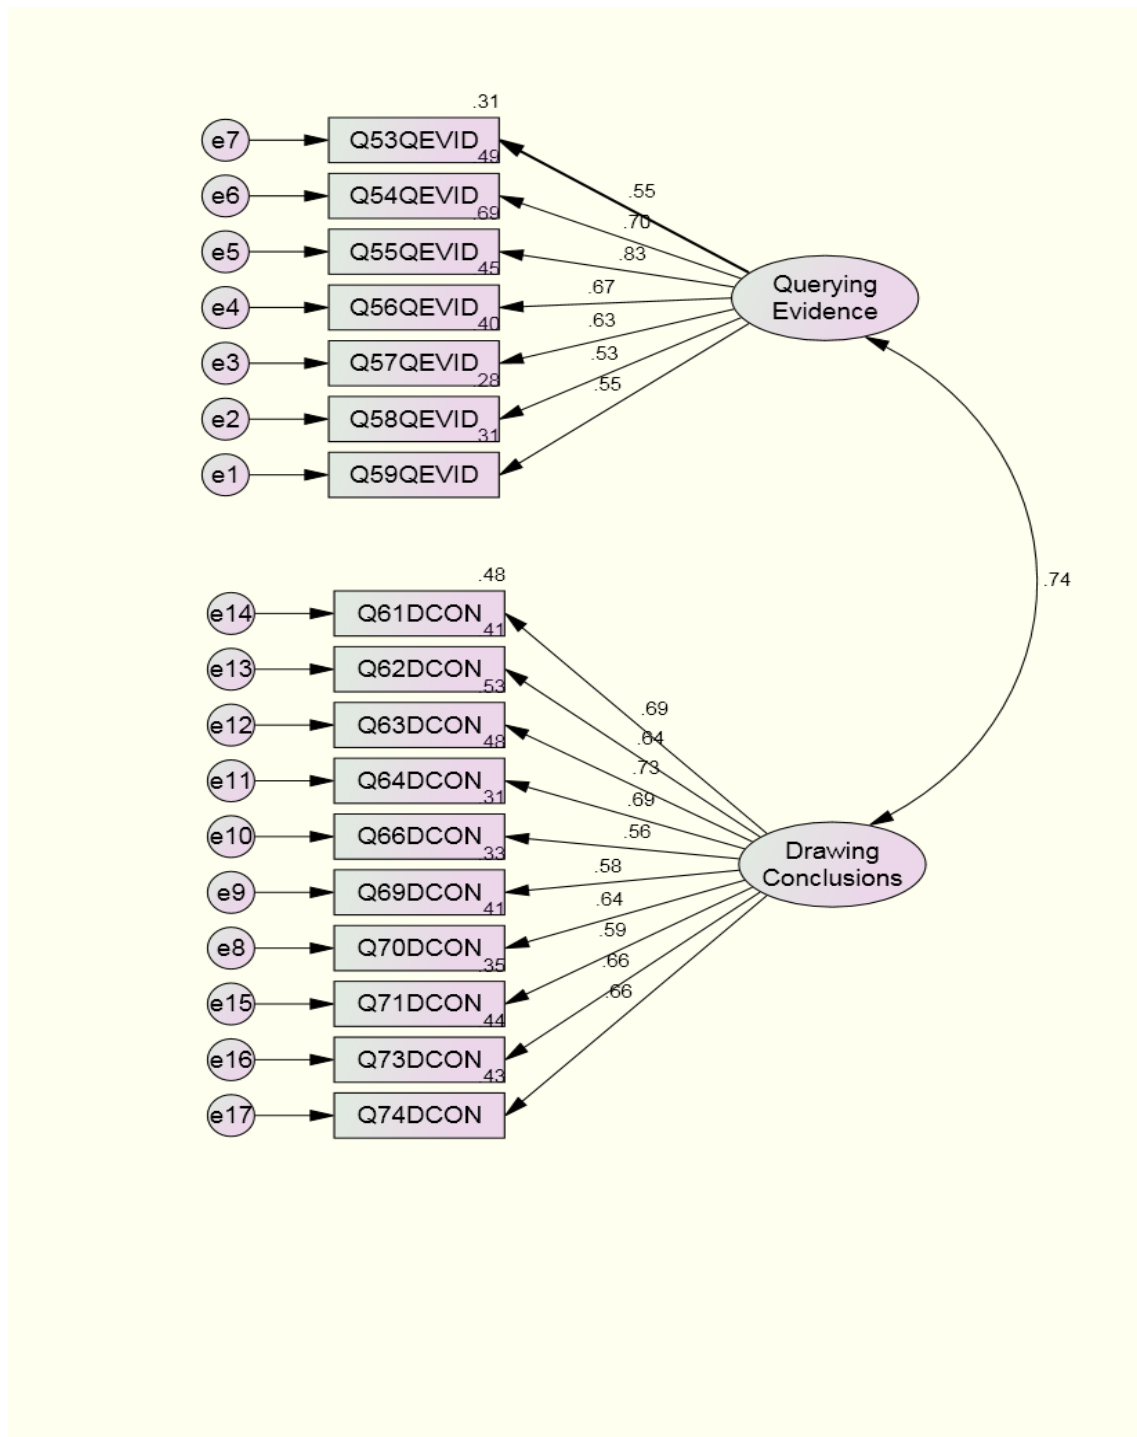 .31
e7 Q53QEVID
.49
.55
e6 Q54QEVID
.69
.70
e5 Q55QEVID
.45
.83
Querying
Evidence
e4 Q56QEVID
.40
.67
e3 Q57QEVID
.28
.63
e2 Q58QEVID
.31
.53
e1 Q59QEVID
.55
.74
.48
e14 Q61DCON
.41
e13 Q62DCON
.53
.69
e12 Q63DCON
.48
.64
e11 Q64DCON
.31
.73
.69
e10 Q66DCON
.33
.56
Drawing
Conclusions
e9 Q69DCON
.41
.58
e8 Q70DCON
.35
.64
.59
e15 Q71DCON
.44
.66
.66
e16 Q73DCON
.43
e17 Q74DCON